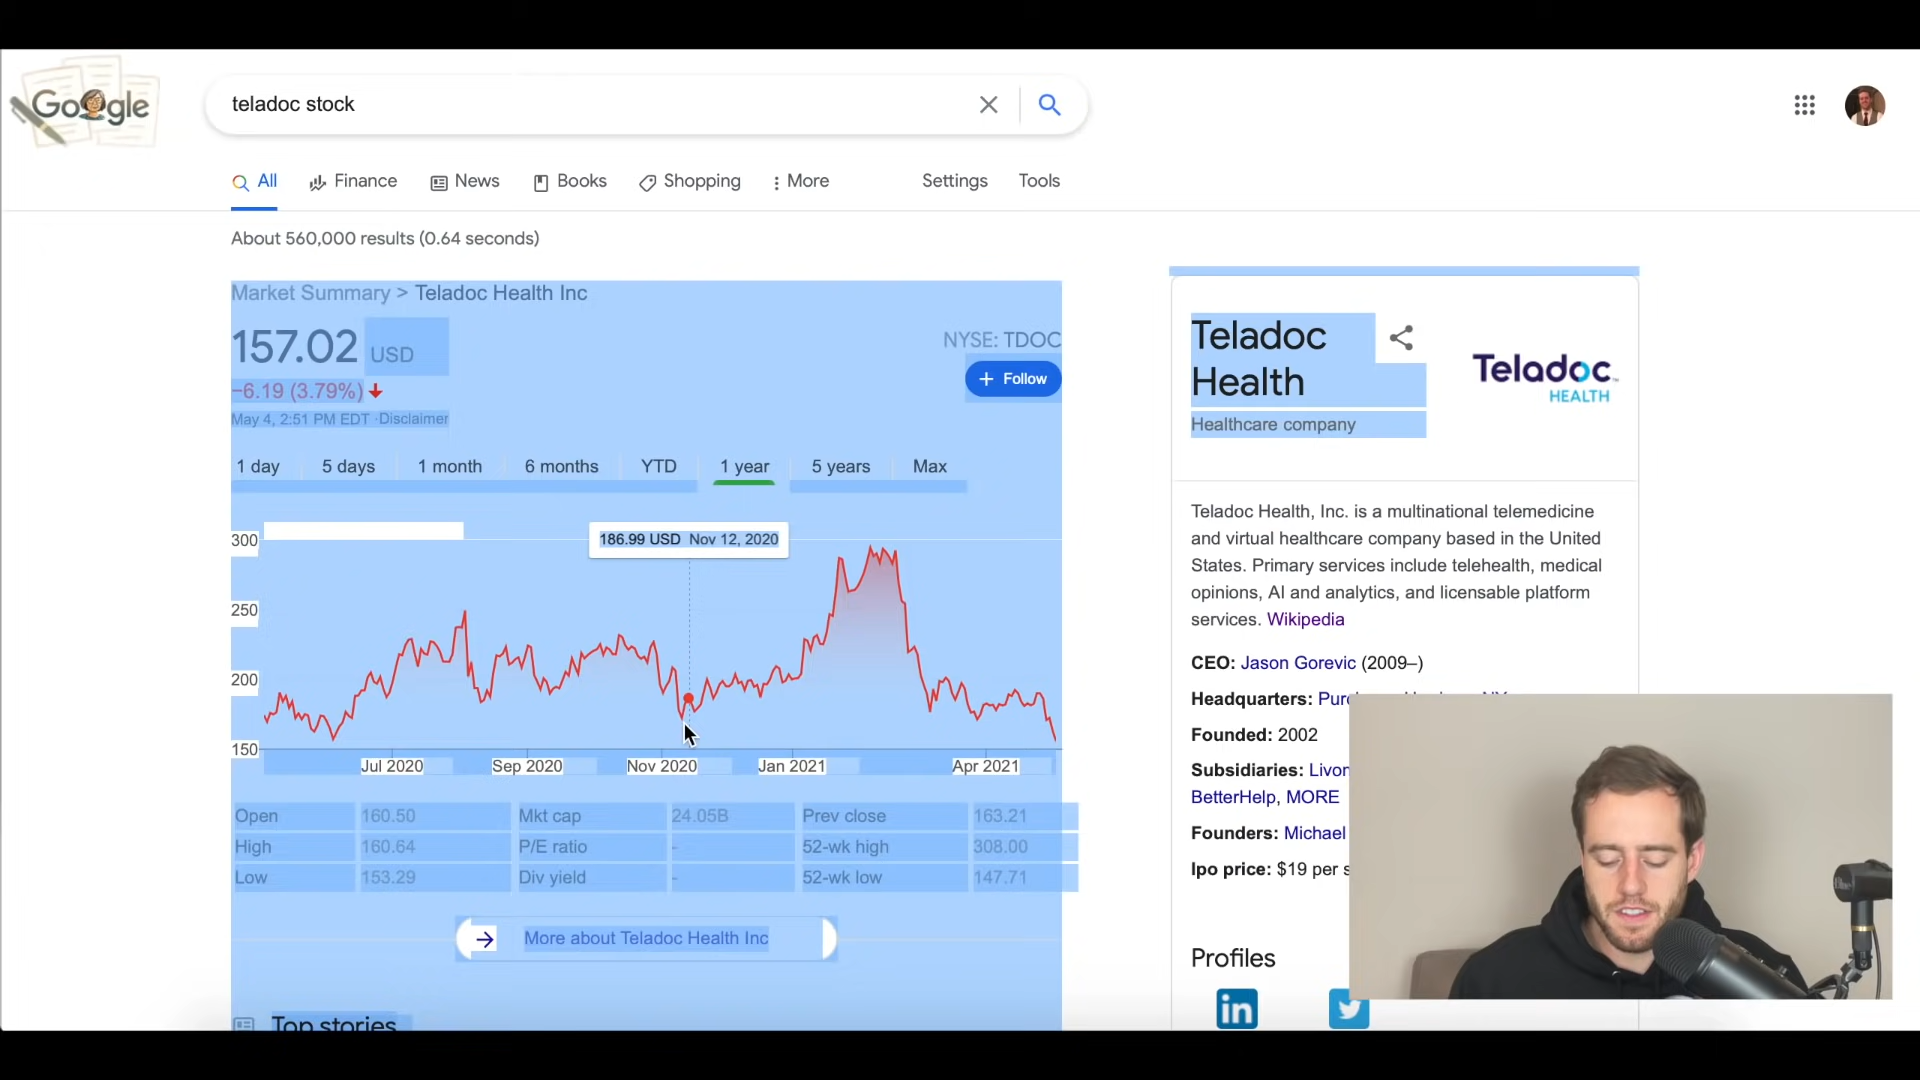 Google
teladoc stock
All
Finance
News
Books
Shopping
More
Settings
Tools
About 560,000 results (0.64 seconds)
Market Summary > Teladoc Health Inc
157.02 USD
NYSE: TDOC
−6.19 (3.79%)
+ Follow
May 4, 2:51 PM EDT ·Disclaimer
1 day
5 days
1 month
6 months
YTD
1 year
5 years
Max
186.99 USD Nov 12, 2020
300
250
200
150
Jul 2020
Sep 2020
Nov 2020
Jan 2021
Apr 2021
Open 160.50 Mkt cap 24.05B Prev close 163.21
High 160.64 P/E ratio - 52-wk high 308.00
Low 153.29 Div yield - 52-wk low 147.71
More about Teladoc Health Inc
Top stories
Teladoc
Health
Healthcare company
Teladoc™
HEALTH
Teladoc Health, Inc. is a multinational telemedicine
and virtual healthcare company based in the United
States. Primary services include telehealth, medical
opinions, AI and analytics, and licensable platform
services. Wikipedia
CEO: Jason Gorevic (2009–)
Headquarters:
Founded: 2002
Subsidiaries:
BetterHelp, MORE
Founders: Michael
Ipo price: $19 per
Profiles
in